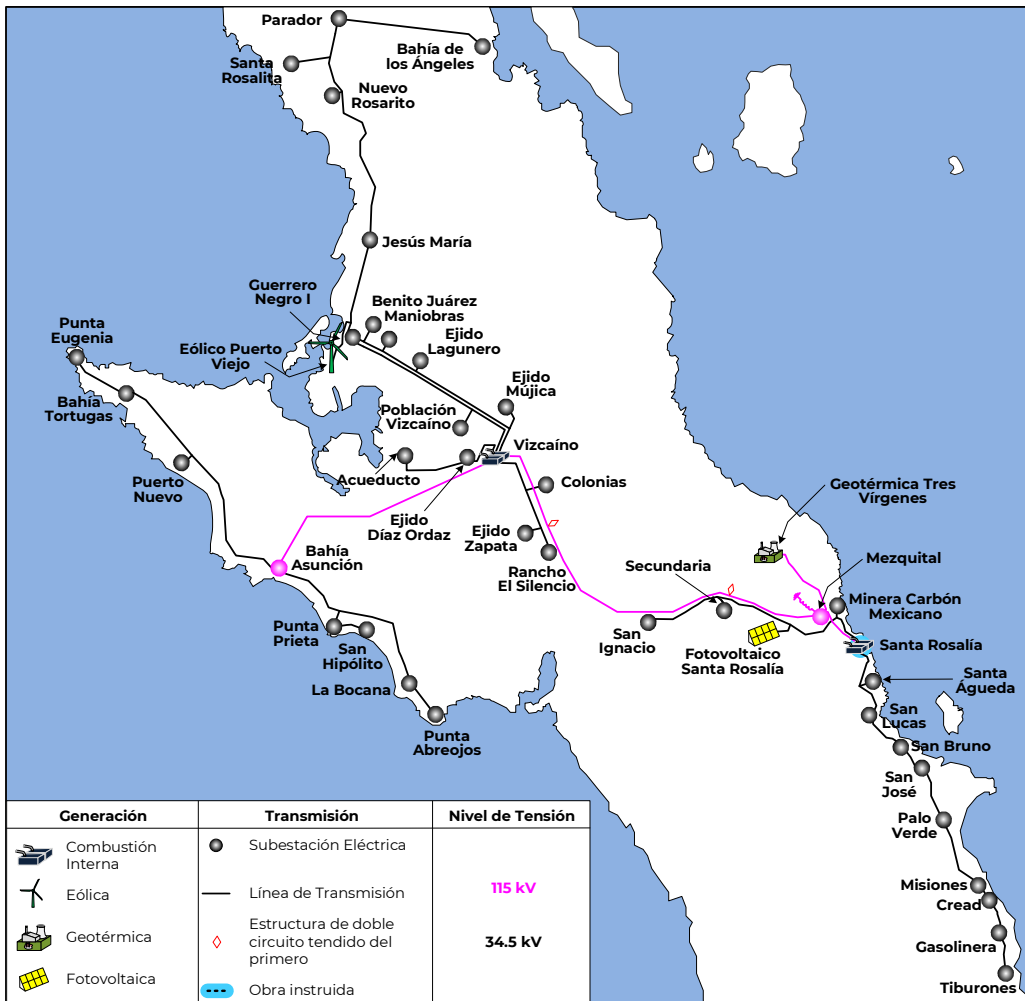 Parador
Bahía de
los Ángeles
Santa
Rosalita
Nuevo
Rosarito
Jesús María
Guerrero
Negro I
Benito Juárez
Maniobras
Ejido
Lagunero
Punta
Eugenia
Eólico Puerto
Viejo
Ejido
Mújica
Bahía
Tortugas
Población
Vizcaíno
Vizcaíno
Acueducto
Puerto
Nuevo
Colonias
Geotérmica Tres
Vírgenes
Ejido
Díaz Ordaz
Ejido
Zapata
Bahía
Asunción
Rancho
El Silencio
Secundaria
Mezquital
Minera Carbón
Mexicano
Punta
Prieta
San
Hipólito
San
Ignacio
Fotovoltaico
Santa Rosalía
Santa Rosalía
La Bocana
Santa
Águeda
Punta
Abreojos
San
Lucas
San Bruno
San
José
Palo
Verde
Misiones
Cread
Gasolinera
Tiburones
Generación
Transmisión
Nivel de Tensión
Combustión
Interna
Subestación Eléctrica
Eólica
Línea de Transmisión
115 kV
Geotérmica
Estructura de doble
circuito tendido del
primero
34.5 kV
Fotovoltaica
Obra instruida